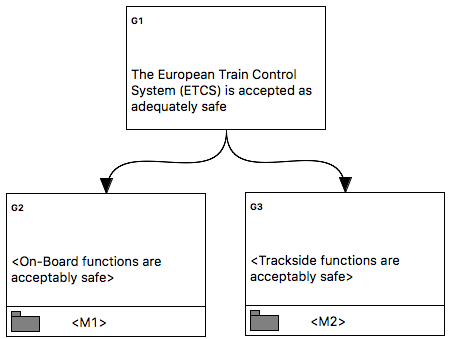 G1
The European Train Control
System (ETCS) is accepted as
adequately safe
G2
<On-Board functions are
acceptably safe>
<M1>
G3
<Trackside functions are
acceptably safe>
<M2>